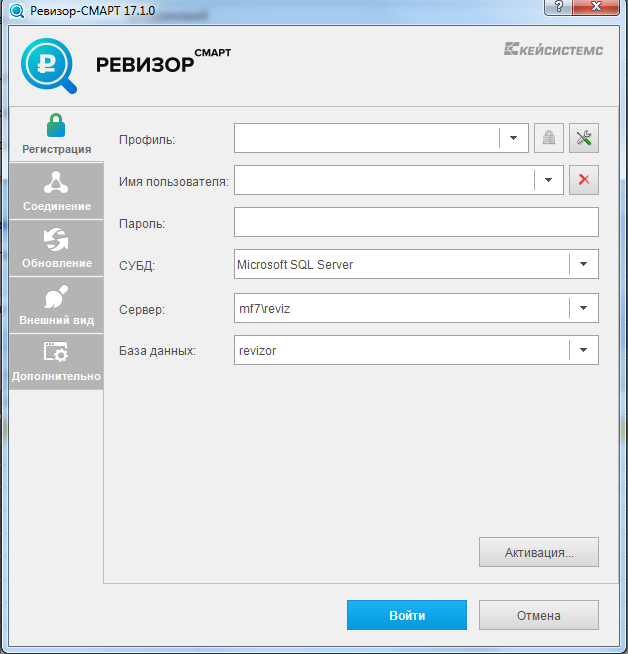 Ревизор-СМАРТ 17.1.0
РЕВИЗОР СМАРТ
КЕЙСИСТЕМС
Регистрация
Соединение
Обновление
Внешний вид
Дополнительно
Профиль:
Имя пользователя:
Пароль:
СУБД: Microsoft SQL Server
Сервер: mf7\reviz
База данных: revizor
Активация...
Войти Отмена